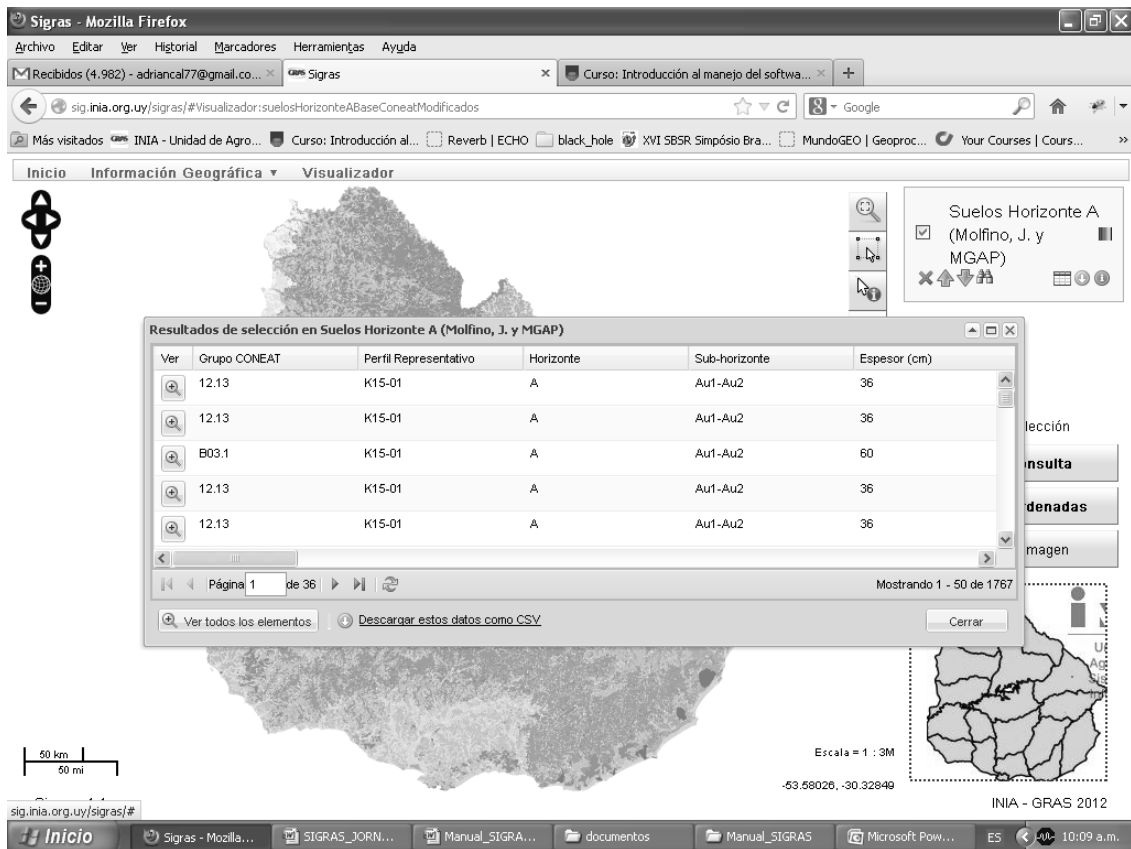 Sigras - Mozilla Firefox
Archivo Editar Ver Historial Marcadores Herramientas Ayuda
Recibidos (4.982) - adriancal77@gmail.co... GRAS Sigras Curso: Introducción al manejo del softwa...
sig.inia.org.uy/sigras/#Visualizador:suelosHorizonteABaseConeatModificados Google
Más visitados GRAS INIA - Unidad de Agro... Curso: Introducción al... Reverb | ECHO black_hole XVI SBSR Simpósio Bra... MundoGEO | Geoproc... Your Courses | Cours... »
Inicio Información Geográfica Visualizador
Suelos Horizonte A
(Molfino, J. y
MGAP)
Resultados de selección en Suelos Horizonte A (Molfino, J. y MGAP)
Ver Grupo CONEAT Perfil Representativo Horizonte Sub-horizonte Espesor (cm)
12.13 K15-01 A Au1-Au2 36
12.13 K15-01 A Au1-Au2 36
B03.1 K15-01 A Au1-Au2 60
12.13 K15-01 A Au1-Au2 36
12.13 K15-01 A Au1-Au2 36
lección
nsulta
rdenadas
magen
Página 1 de 36 Mostrando 1 - 50 de 1767
Ver todos los elementos Descargar estos datos como CSV Cerrar
50 km
50 mi
Escala = 1 : 3M
-53.58026, -30.32849
INIA - GRAS 2012
sig.inia.org.uy/sigras/#
Inicio Sigras - Mozilla... SIGRAS_JORN... Manual_SIGRA... documentos Manual_SIGRAS Microsoft Pow... ES 10:09 a.m.